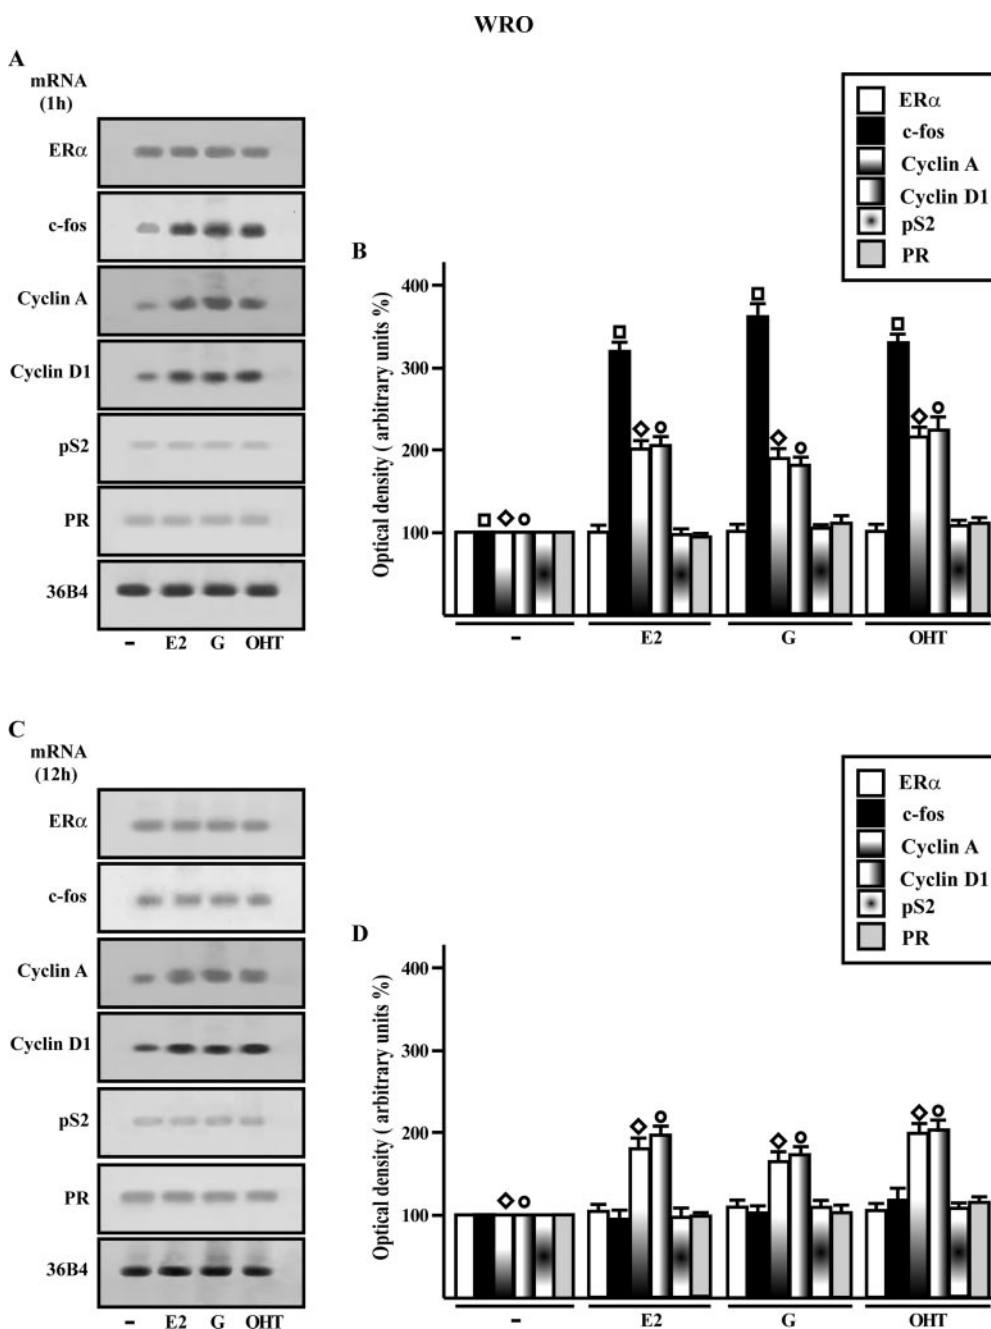 WRO
A
mRNA
(1h)
ERα
c-fos
Cyclin A
Cyclin D1
pS2
PR
36B4
– E2 G OHT
B
ERα
c-fos
Cyclin A
Cyclin D1
pS2
PR
Optical density ( arbitrary units %)
400
300
200
100
– E2 G OHT
C
mRNA
(12h)
ERα
c-fos
Cyclin A
Cyclin D1
pS2
PR
36B4
– E2 G OHT
D
ERα
c-fos
Cyclin A
Cyclin D1
pS2
PR
Optical density ( arbitrary units %)
400
300
200
100
– E2 G OHT